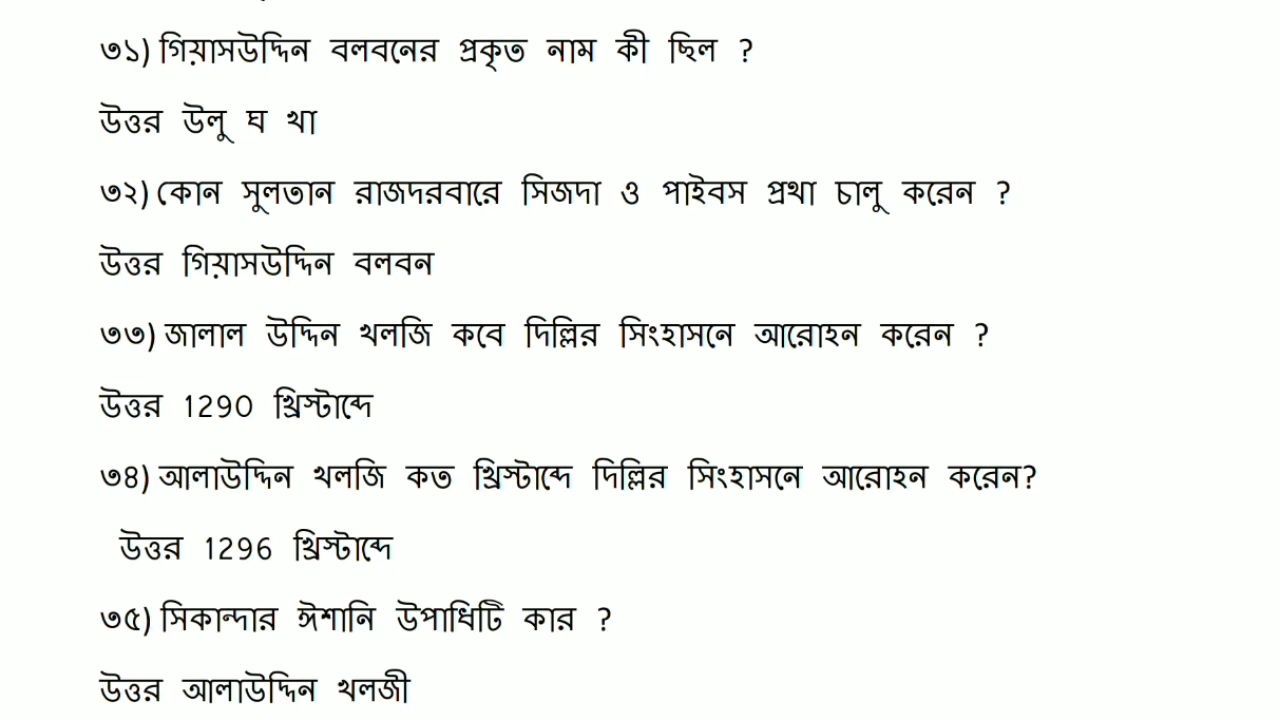 ৩১) গিয়াসউদ্দিন বলবনের প্রকৃত নাম কী ছিল ?
উত্তর উলু ঘ খা
৩২) কোন সুলতান রাজদরবারে সিজদা ও পাইবস প্রথা চালু করেন ?
উত্তর গিয়াসউদ্দিন বলবন
৩৩) জালাল উদ্দিন খলজি কবে দিল্লির সিংহাসনে আরোহন করেন ?
উত্তর 1290 খ্রিস্টাব্দে
৩৪) আলাউদ্দিন খলজি কত খ্রিস্টাব্দে দিল্লির সিংহাসনে আরোহন করেন?
উত্তর 1296 খ্রিস্টাব্দে
৩৫) সিকান্দার ঈশানি উপাধিটি কার ?
উত্তর আলাউদ্দিন খলজী